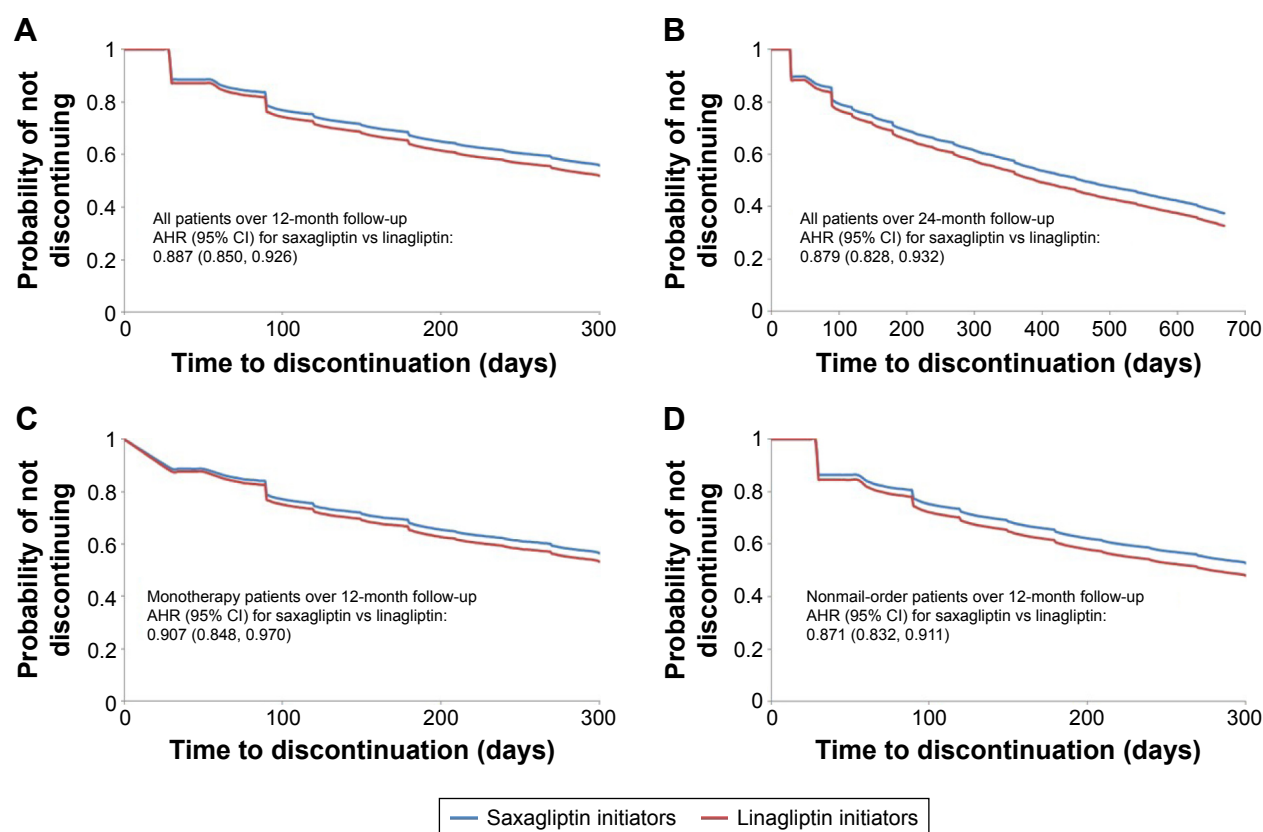 A
Probability of not
discontinuing
1
0.8
0.6
0.4
0.2
0
All patients over 12-month follow-up
AHR (95% CI) for saxagliptin vs linagliptin:
0.887 (0.850, 0.926)
0 100 200 300
Time to discontinuation (days)
B
Probability of not
discontinuing
1
0.8
0.6
0.4
0.2
0
All patients over 24-month follow-up
AHR (95% CI) for saxagliptin vs linagliptin:
0.879 (0.828, 0.932)
0 100 200 300 400 500 600 700
Time to discontinuation (days)
C
Probability of not
discontinuing
1
0.8
0.6
0.4
0.2
0
Monotherapy patients over 12-month follow-up
AHR (95% CI) for saxagliptin vs linagliptin:
0.907 (0.848, 0.970)
0 100 200 300
Time to discontinuation (days)
D
Probability of not
discontinuing
1
0.8
0.6
0.4
0.2
0
Nonmail-order patients over 12-month follow-up
AHR (95% CI) for saxagliptin vs linagliptin:
0.871 (0.832, 0.911)
0 100 200 300
Time to discontinuation (days)
Saxagliptin initiators Linagliptin initiators